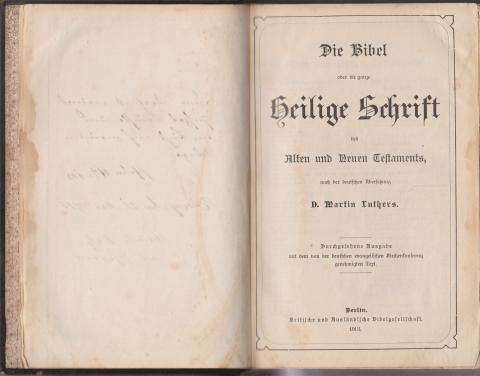 Die Bibel
oder die ganze
Heilige Schrift
des
Alten und Neuen Testaments,
nach der deutschen Übersetzung
D. Martin Luthers.
Durchgesehene Ausgabe
mit dem von der deutschen evangelischen Kirchenkonferenz
genehmigten Text.
Berlin.
Britische und Ausländische Bibelgesellschaft.
1913.